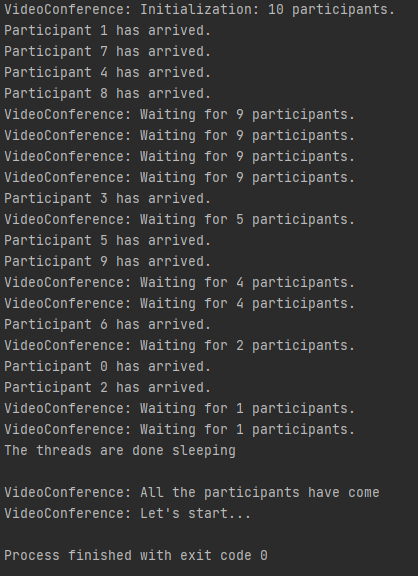 VideoConference: Initialization: 10 participants.
Participant 1 has arrived.
Participant 7 has arrived.
Participant 4 has arrived.
Participant 8 has arrived.
VideoConference: Waiting for 9 participants.
VideoConference: Waiting for 9 participants.
VideoConference: Waiting for 9 participants.
VideoConference: Waiting for 9 participants.
Participant 3 has arrived.
VideoConference: Waiting for 5 participants.
Participant 5 has arrived.
Participant 9 has arrived.
VideoConference: Waiting for 4 participants.
VideoConference: Waiting for 4 participants.
Participant 6 has arrived.
VideoConference: Waiting for 2 participants.
Participant 0 has arrived.
Participant 2 has arrived.
VideoConference: Waiting for 1 participants.
VideoConference: Waiting for 1 participants.
The threads are done sleeping
VideoConference: All the participants have come
VideoConference: Let's start...
Process finished with exit code 0